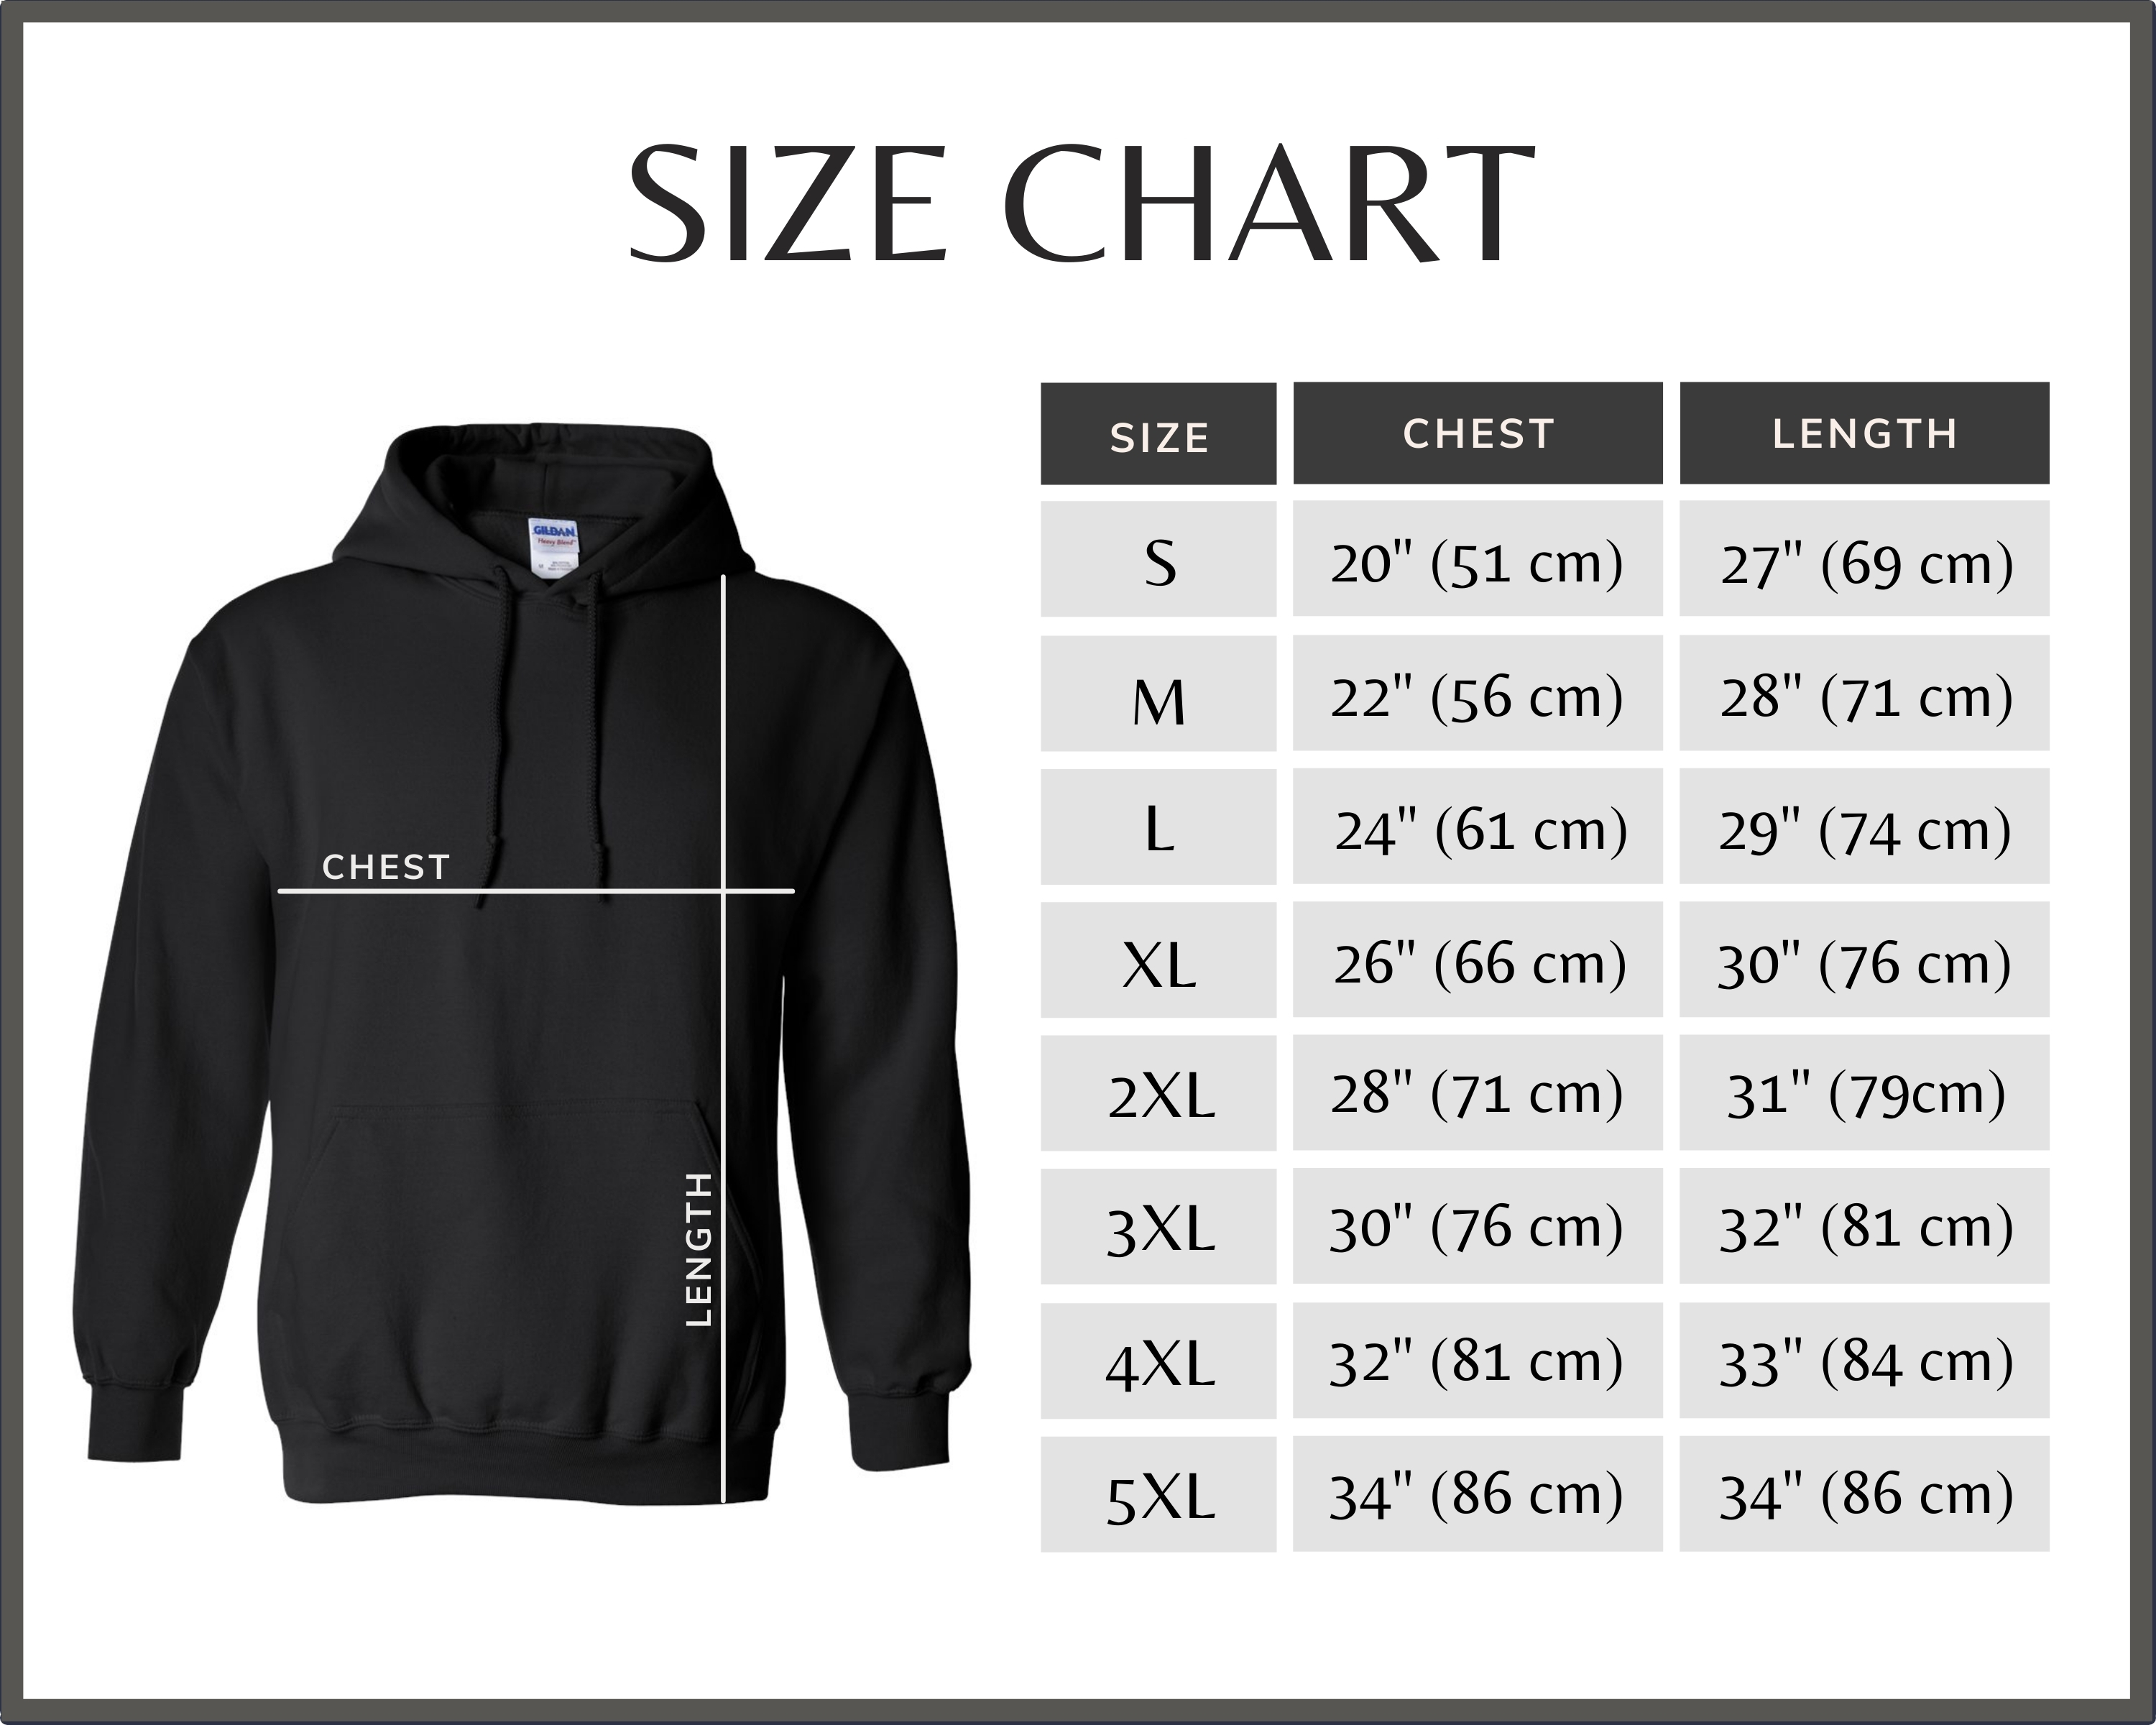 SIZE CHART
GILDAN
Heavy Blend
CHEST
LENGTH
SIZE CHEST LENGTH
S 20" (51 cm) 27" (69 cm)
M 22" (56 cm) 28" (71 cm)
L 24" (61 cm) 29" (74 cm)
XL 26" (66 cm) 30" (76 cm)
2XL 28" (71 cm) 31" (79cm)
3XL 30" (76 cm) 32" (81 cm)
4XL 32" (81 cm) 33" (84 cm)
5XL 34" (86 cm) 34" (86 cm)